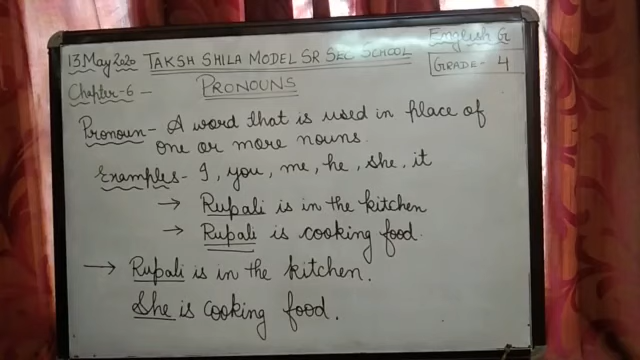 English G
13 May 2020 TAKSH SHILA MODEL SR SEC SCHOOL
GRADE- 4
Chapter-6 - PRONOUNS
Pronoun- A word that is used in place of
one or more nouns.
Examples- I, you, me, he, she, it
→ Rupali is in the kitchen
→ Rupali is cooking food.
→ Rupali is in the kitchen.
She is cooking food.